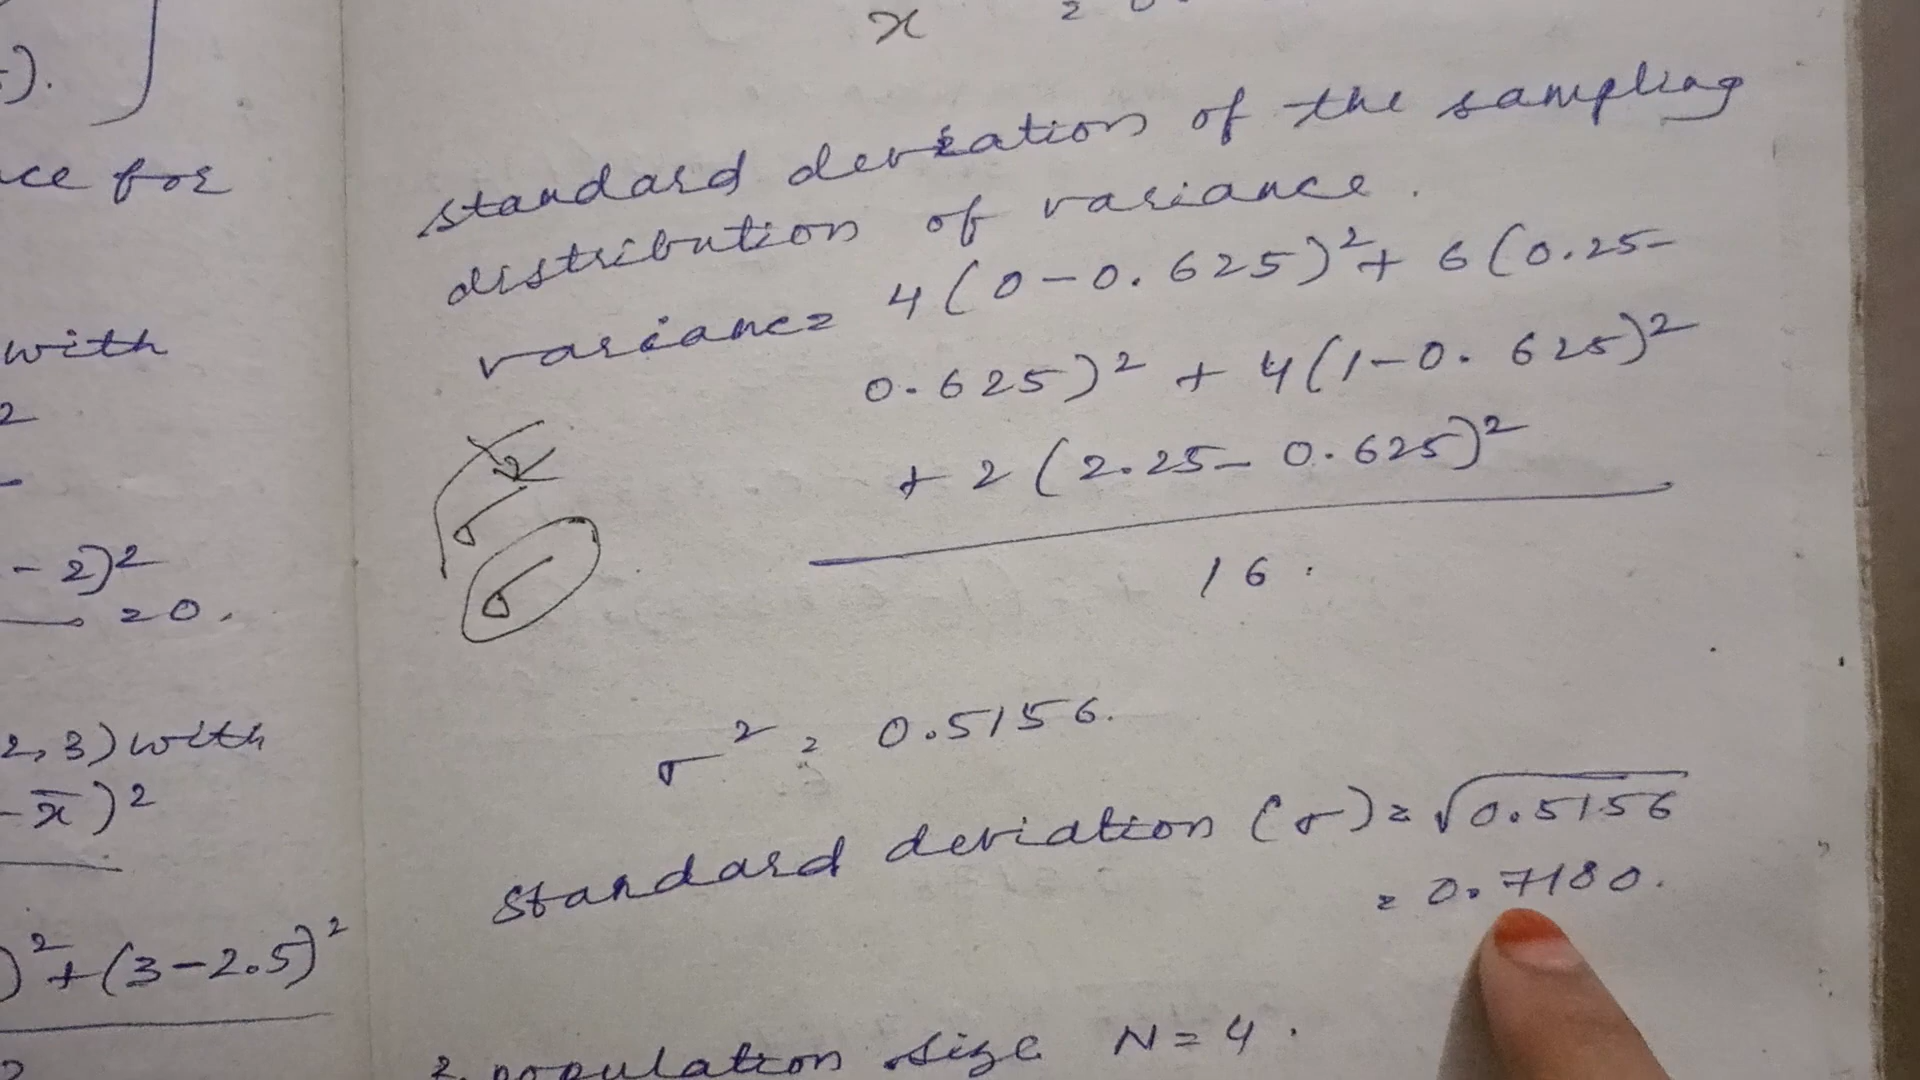 ).
ce for
with
2
- 2)²
= 0.
2, 3) with
- x̄)²
)² + (3 - 2.5)²
x =
standard deviation of the sampling
distribution of variance.
variance = 4(0 - 0.625)² + 6(0.25 -
0.625)² + 4(1 - 0.625)²
+ 2(2.25 - 0.625)²
16.
σ
σ
σ² = 0.5156.
Standard deviation (σ) = √0.5156
= 0.7180.
2. population size N = 4.